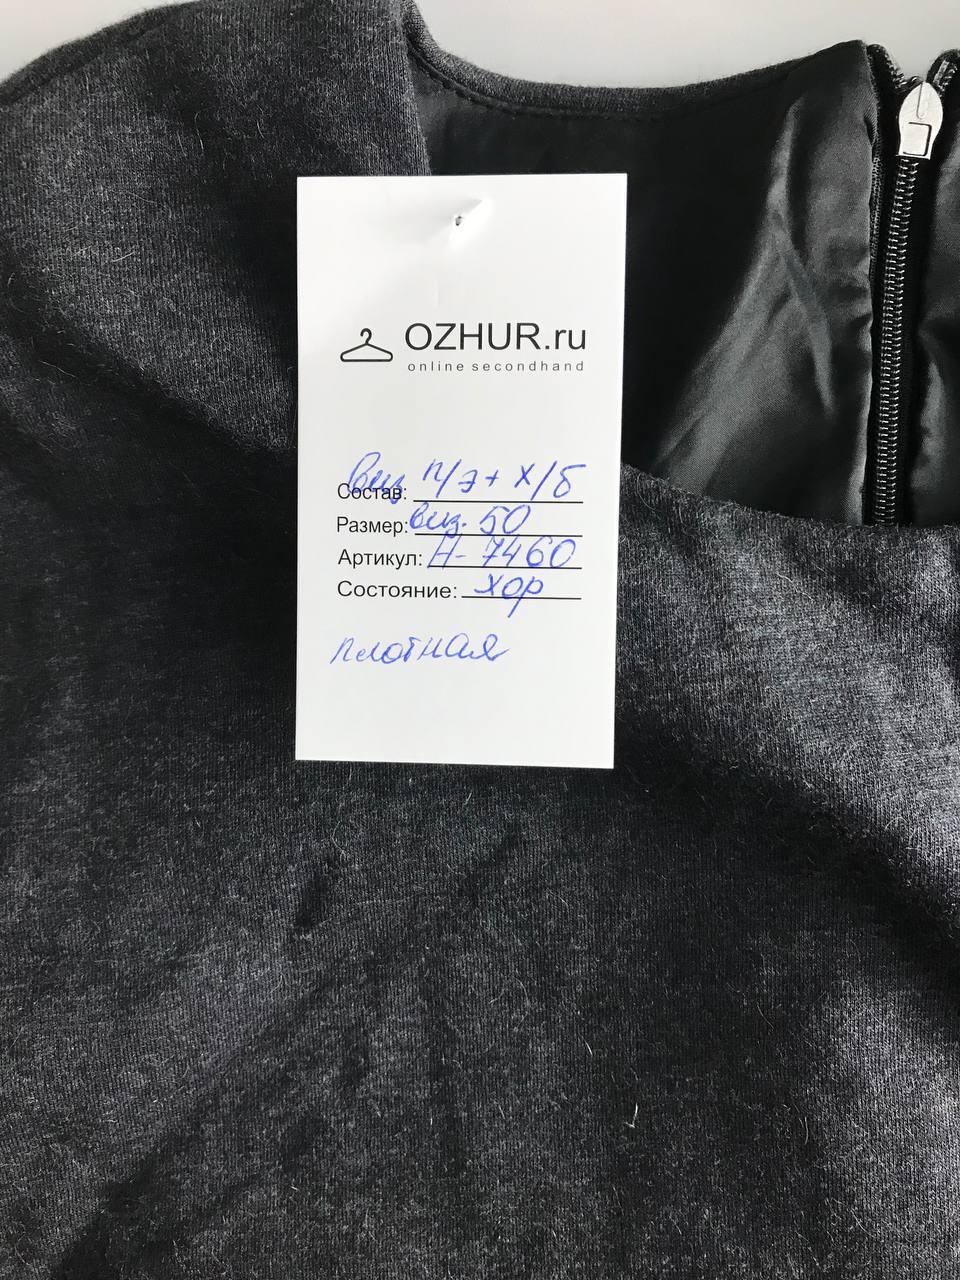 OZHUR.ru
online secondhand
Состав: виз п/э + х/б
Размер: виз. 50
Артикул: Н-7460
Состояние: хор
плотная